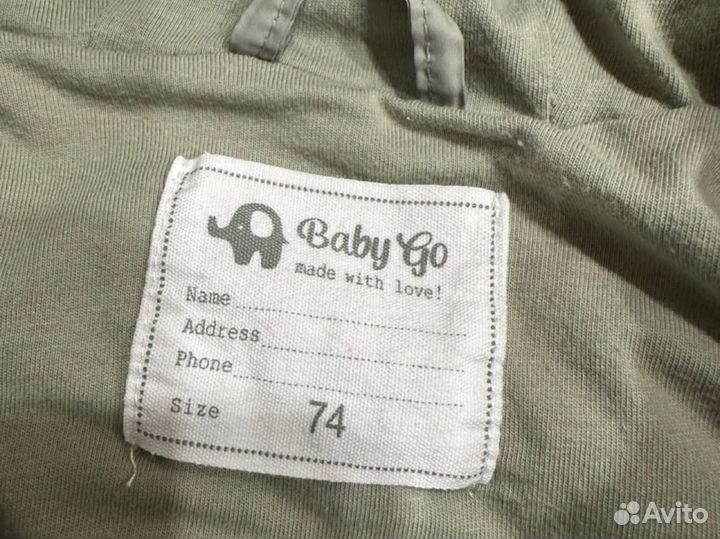 Baby Go
made with love!
Name
Address
Phone
Size 74
Avito